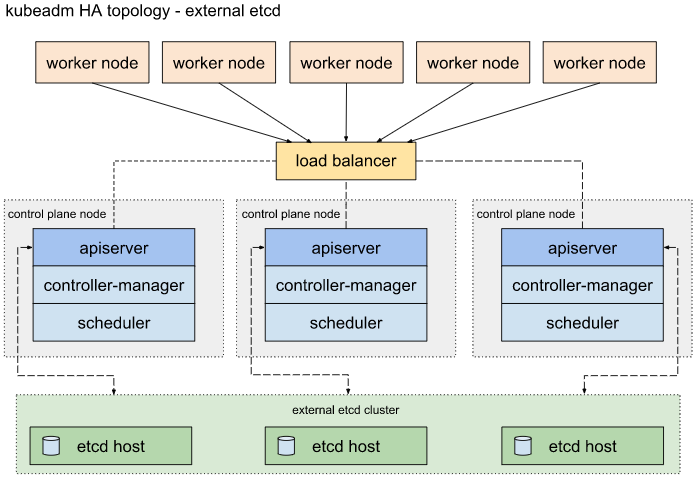 kubeadm HA topology - external etcd
worker node
worker node
worker node
worker node
worker node
load balancer
control plane node
control plane node
control plane node
apiserver
apiserver
apiserver
controller-manager
controller-manager
controller-manager
scheduler
scheduler
scheduler
external etcd cluster
etcd host
etcd host
etcd host